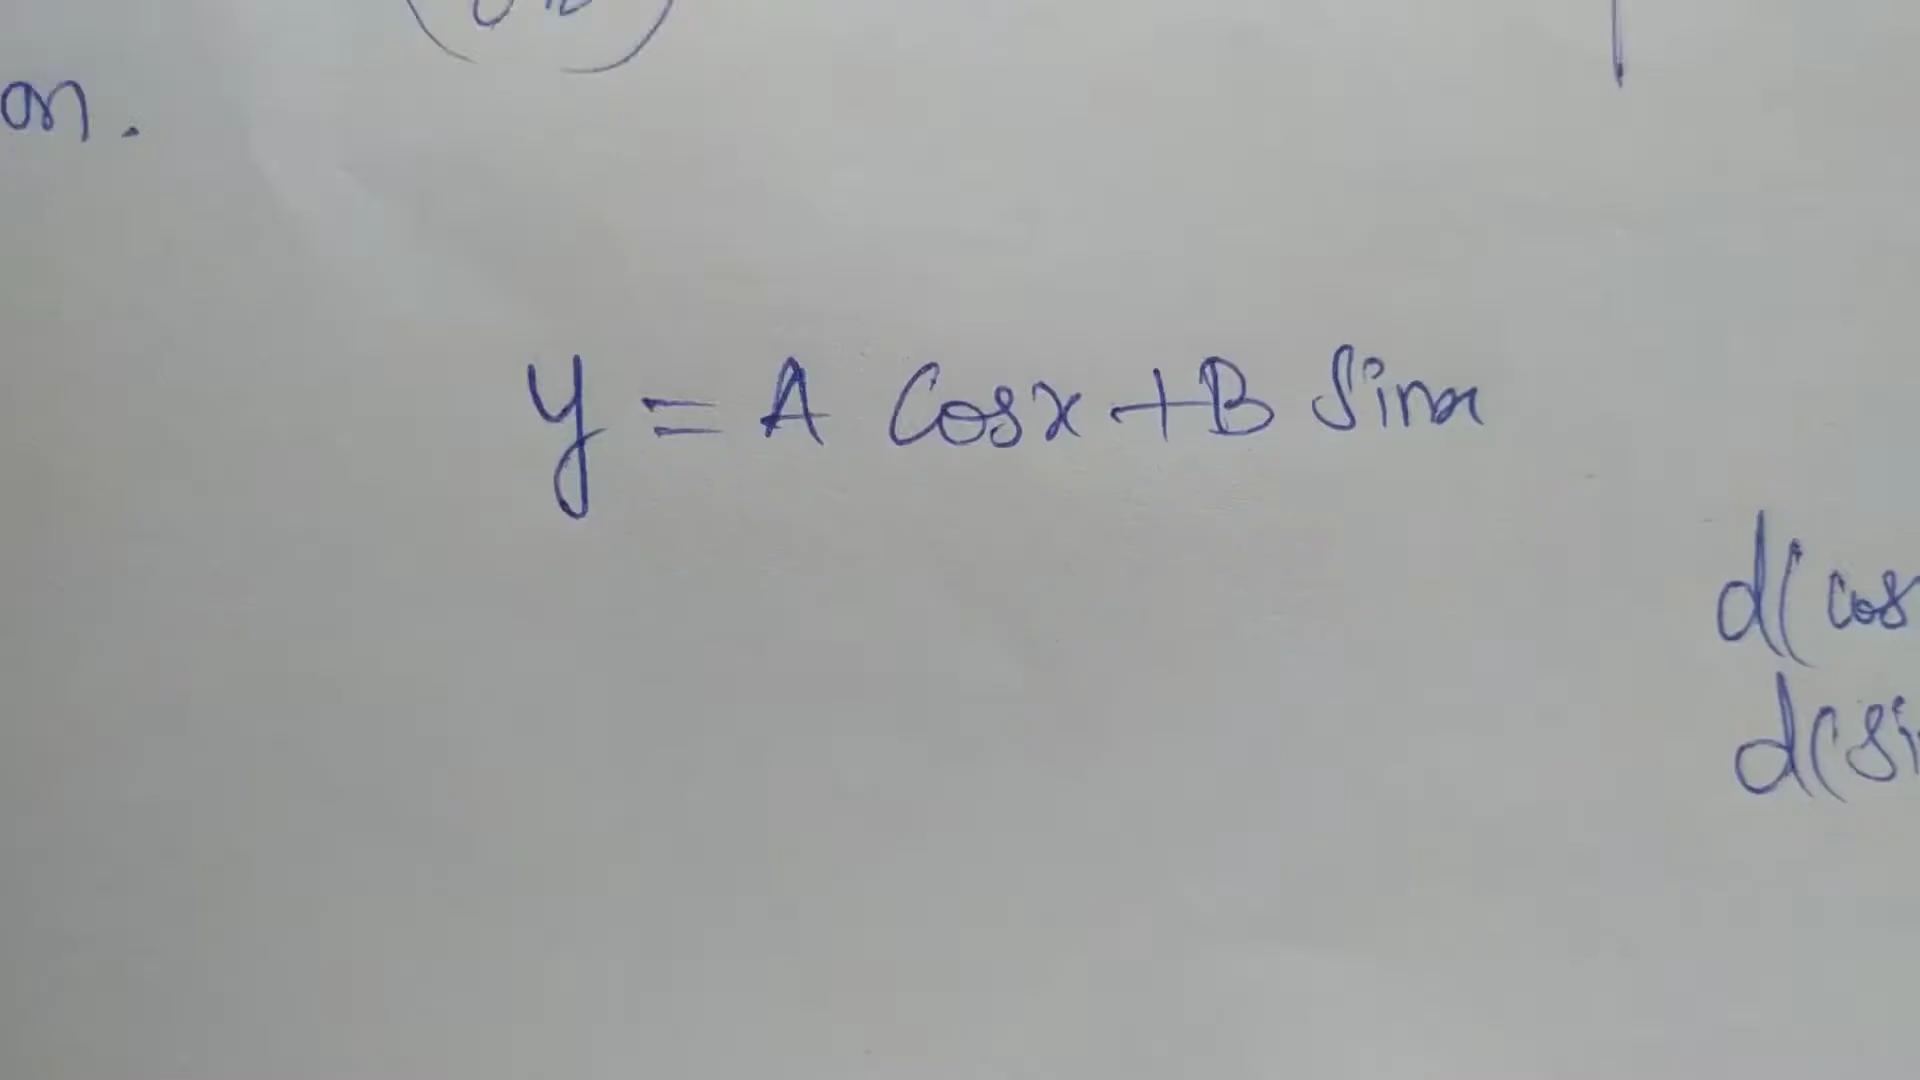 on.
y = A Cosx + B Sinx
d( cos
d(si